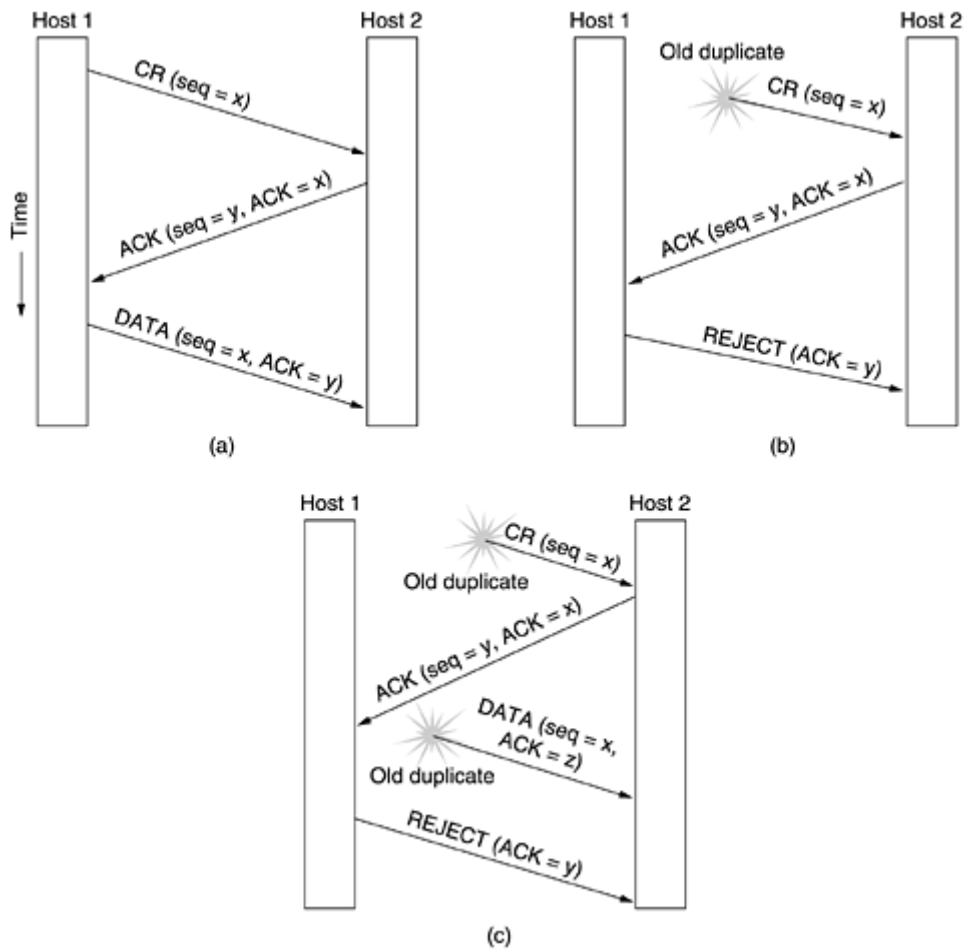 Host 1
Host 2
CR (seq = x)
ACK (seq = y, ACK = x)
DATA (seq = x, ACK = y)
Time
(a)
Host 1
Host 2
Old duplicate
CR (seq = x)
ACK (seq = y, ACK = x)
REJECT (ACK = y)
(b)
Host 1
Host 2
CR (seq = x)
Old duplicate
ACK (seq = y, ACK = x)
DATA (seq = x,
ACK = z)
Old duplicate
REJECT (ACK = y)
(c)